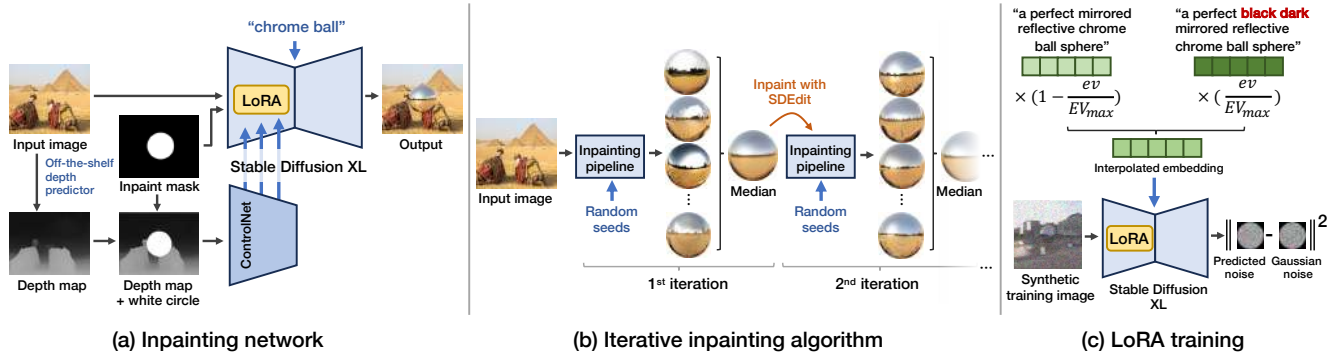 “chrome ball”
LoRA
Input image
Off-the-shelf
depth
predictor
Inpaint mask
Stable Diffusion XL
Output
ControlNet
Depth map
Depth map
+ white circle
(a) Inpainting network
Input image
Inpainting
pipeline
Random
seeds
Median
Inpaint with
SDEdit
Inpainting
pipeline
Random
seeds
Median
...
1st iteration
2nd iteration
...
(b) Iterative inpainting algorithm
“a perfect mirrored
reflective chrome
ball sphere”
× (1 − ev/EVmax)
“a perfect black dark
mirrored reflective
chrome ball sphere”
× (ev/EVmax)
Interpolated embedding
LoRA
Synthetic
training image
Stable Diffusion
XL
Predicted
noise
-
Gaussian
noise
2
(c) LoRA training